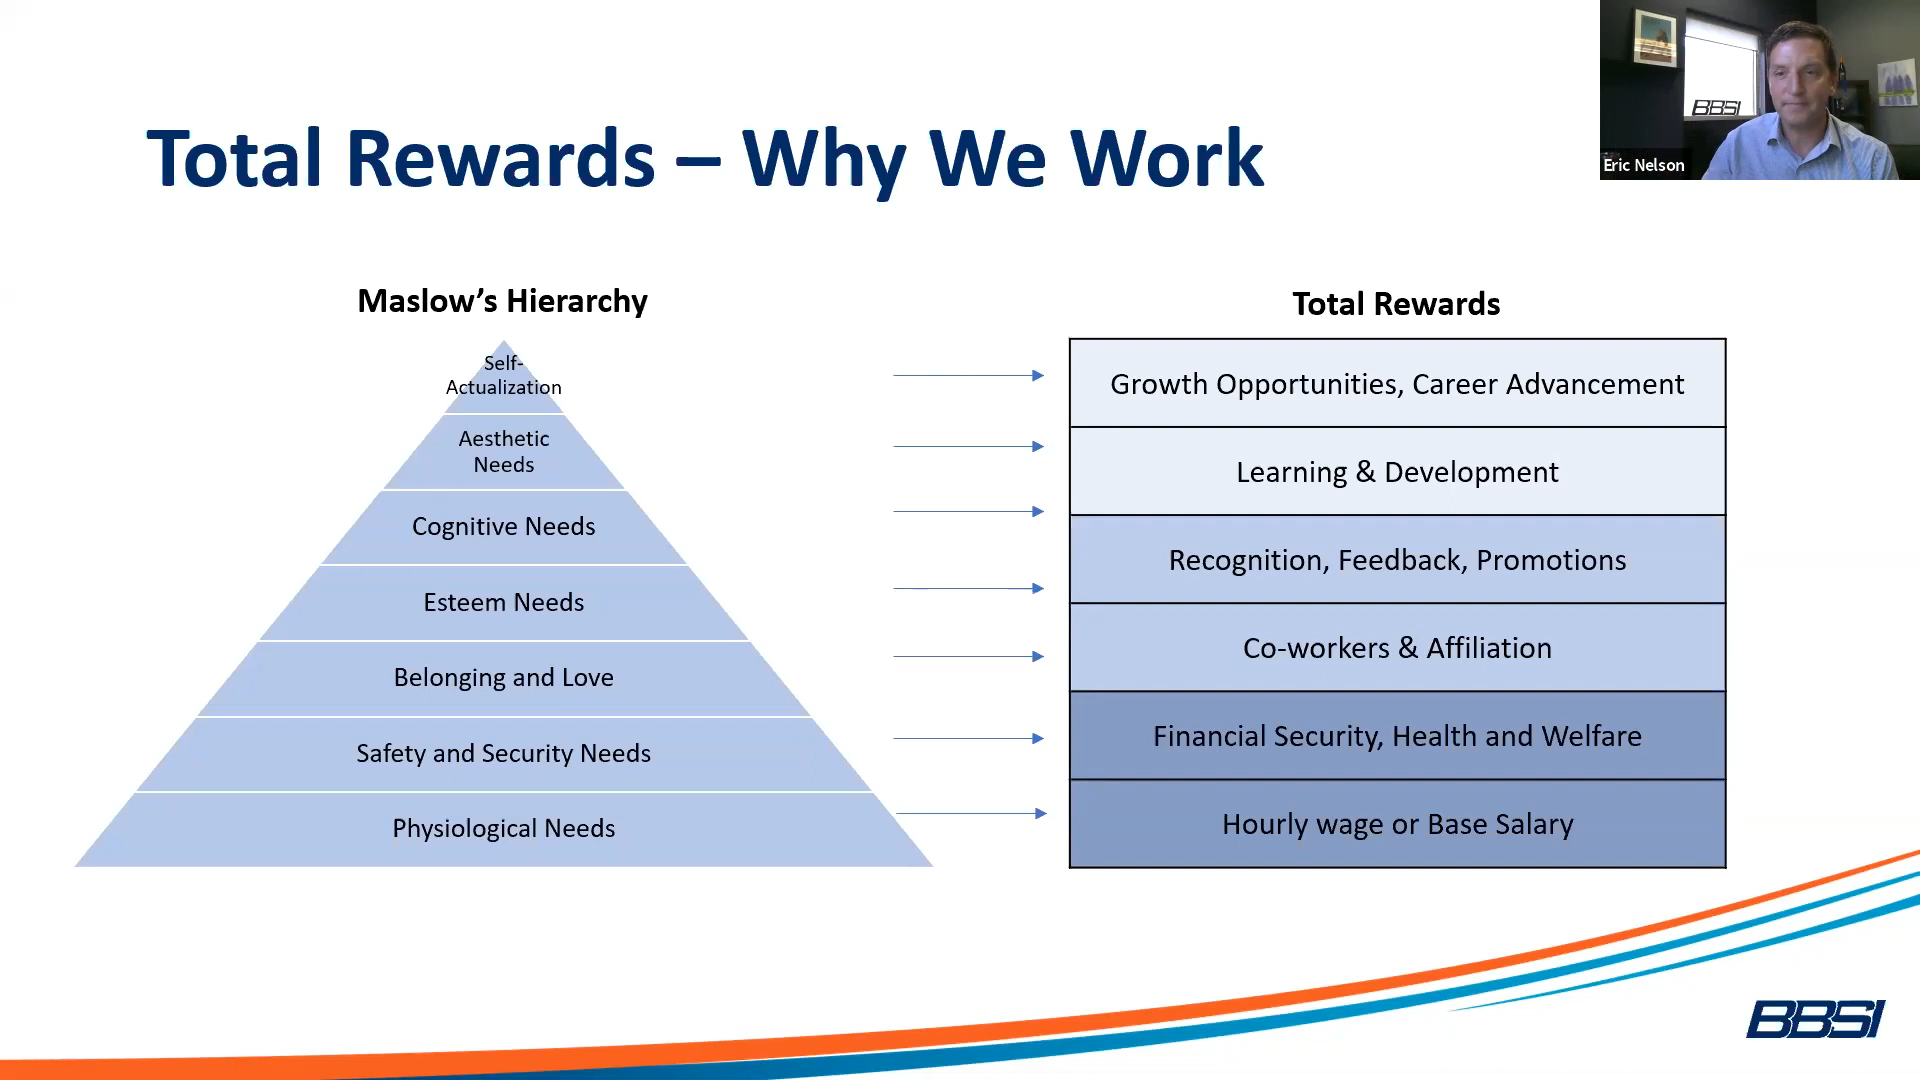 Total Rewards – Why We Work
BBSI
Eric Nelson
Maslow’s Hierarchy
Self-
Actualization
Aesthetic
Needs
Cognitive Needs
Esteem Needs
Belonging and Love
Safety and Security Needs
Physiological Needs
Total Rewards
Growth Opportunities, Career Advancement
Learning & Development
Recognition, Feedback, Promotions
Co-workers & Affiliation
Financial Security, Health and Welfare
Hourly wage or Base Salary
BBSI